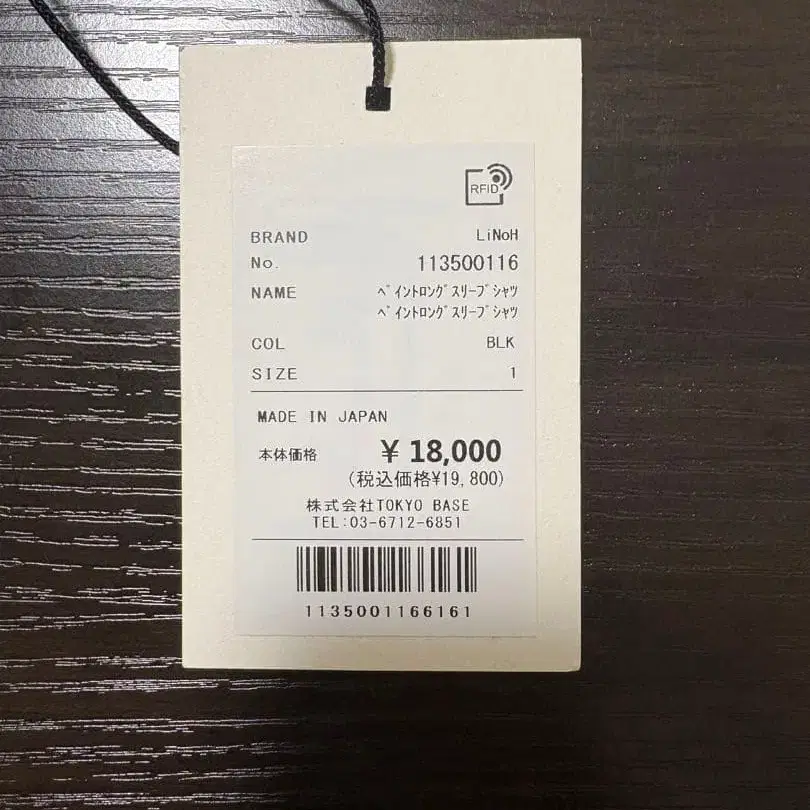 RFID
BRAND LiNoH
No. 113500116
NAME ﾍﾟｲﾝﾄﾛﾝｸﾞｽﾘｰﾌﾞｼｬﾂ
ﾍﾟｲﾝﾄﾛﾝｸﾞｽﾘｰﾌﾞｼｬﾂ
COL BLK
SIZE 1
MADE IN JAPAN
本体価格 ¥ 18,000
(税込価格¥19,800)
株式会社TOKYO BASE
TEL:03-6712-6851
1135001166161